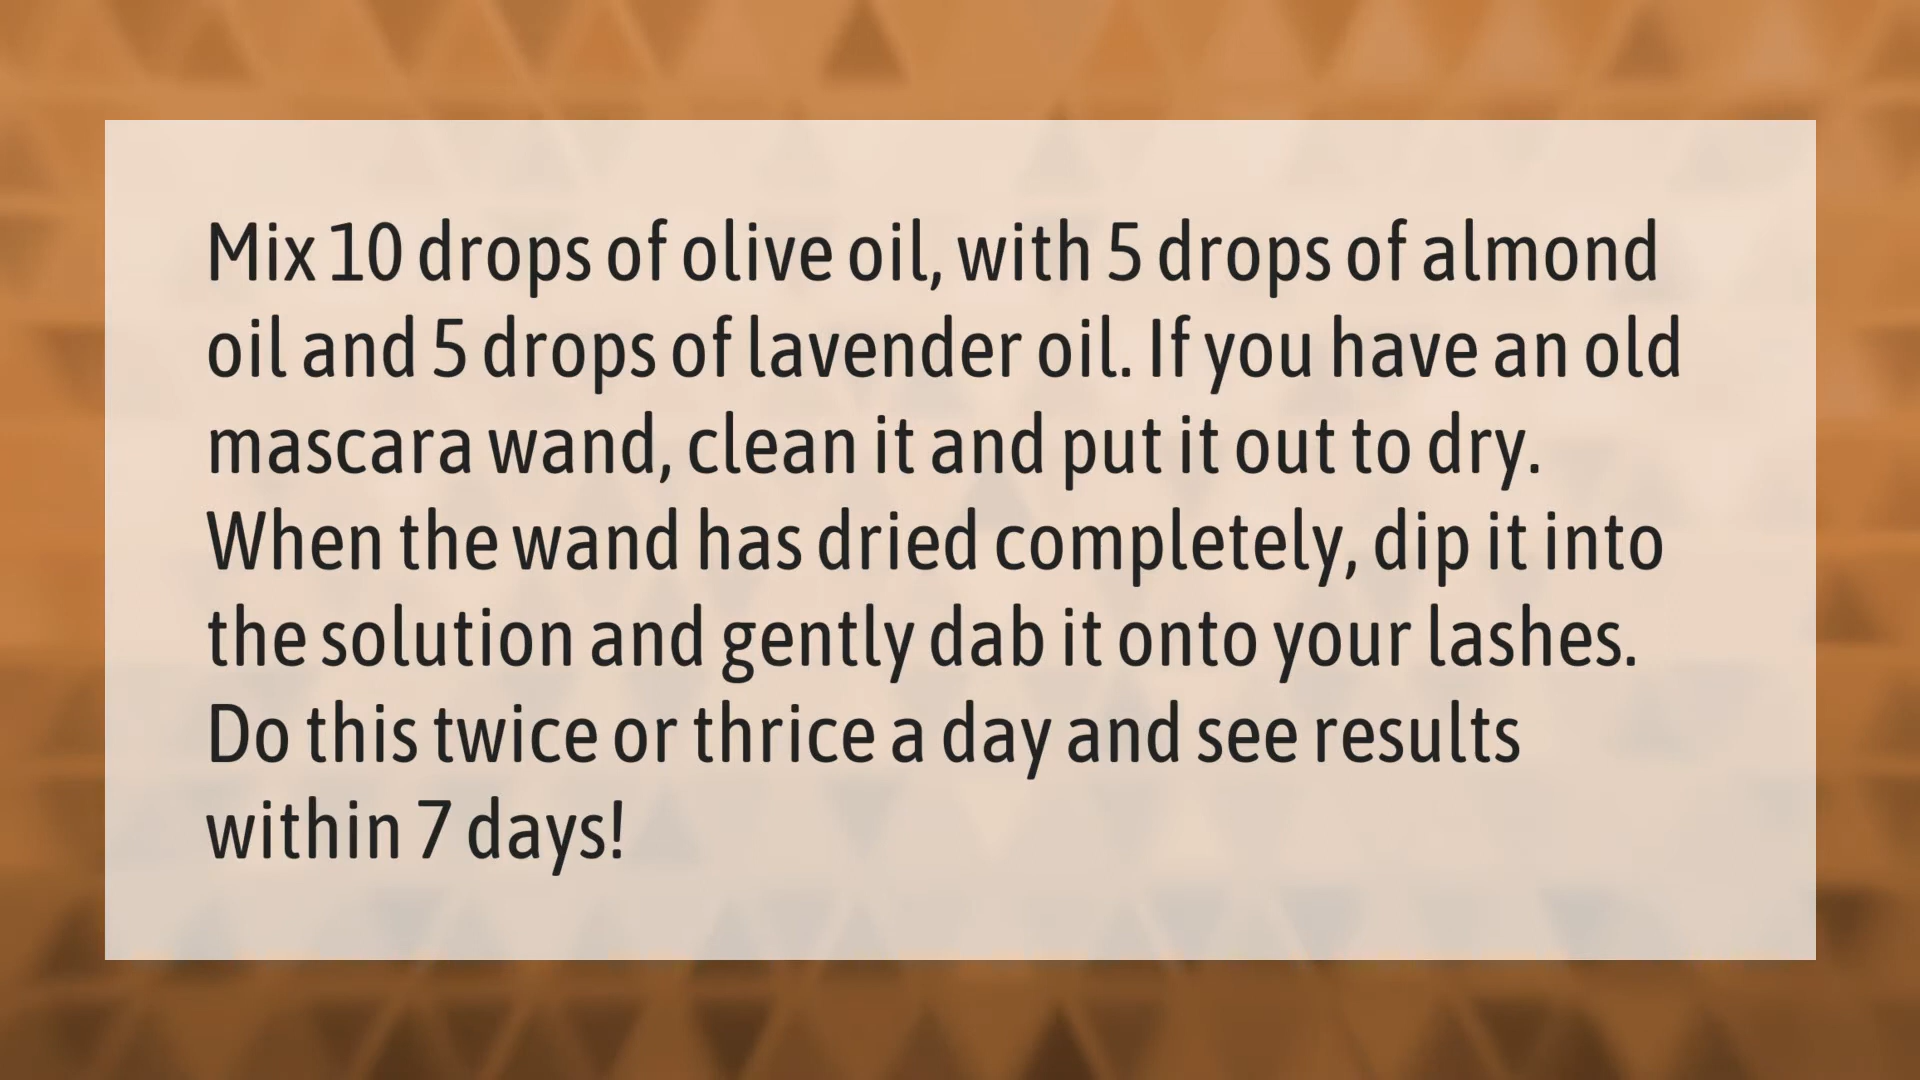 Mix 10 drops of olive oil, with 5 drops of almond
oil and 5 drops of lavender oil. If you have an old
mascara wand, clean it and put it out to dry.
When the wand has dried completely, dip it into
the solution and gently dab it onto your lashes.
Do this twice or thrice a day and see results
within 7 days!